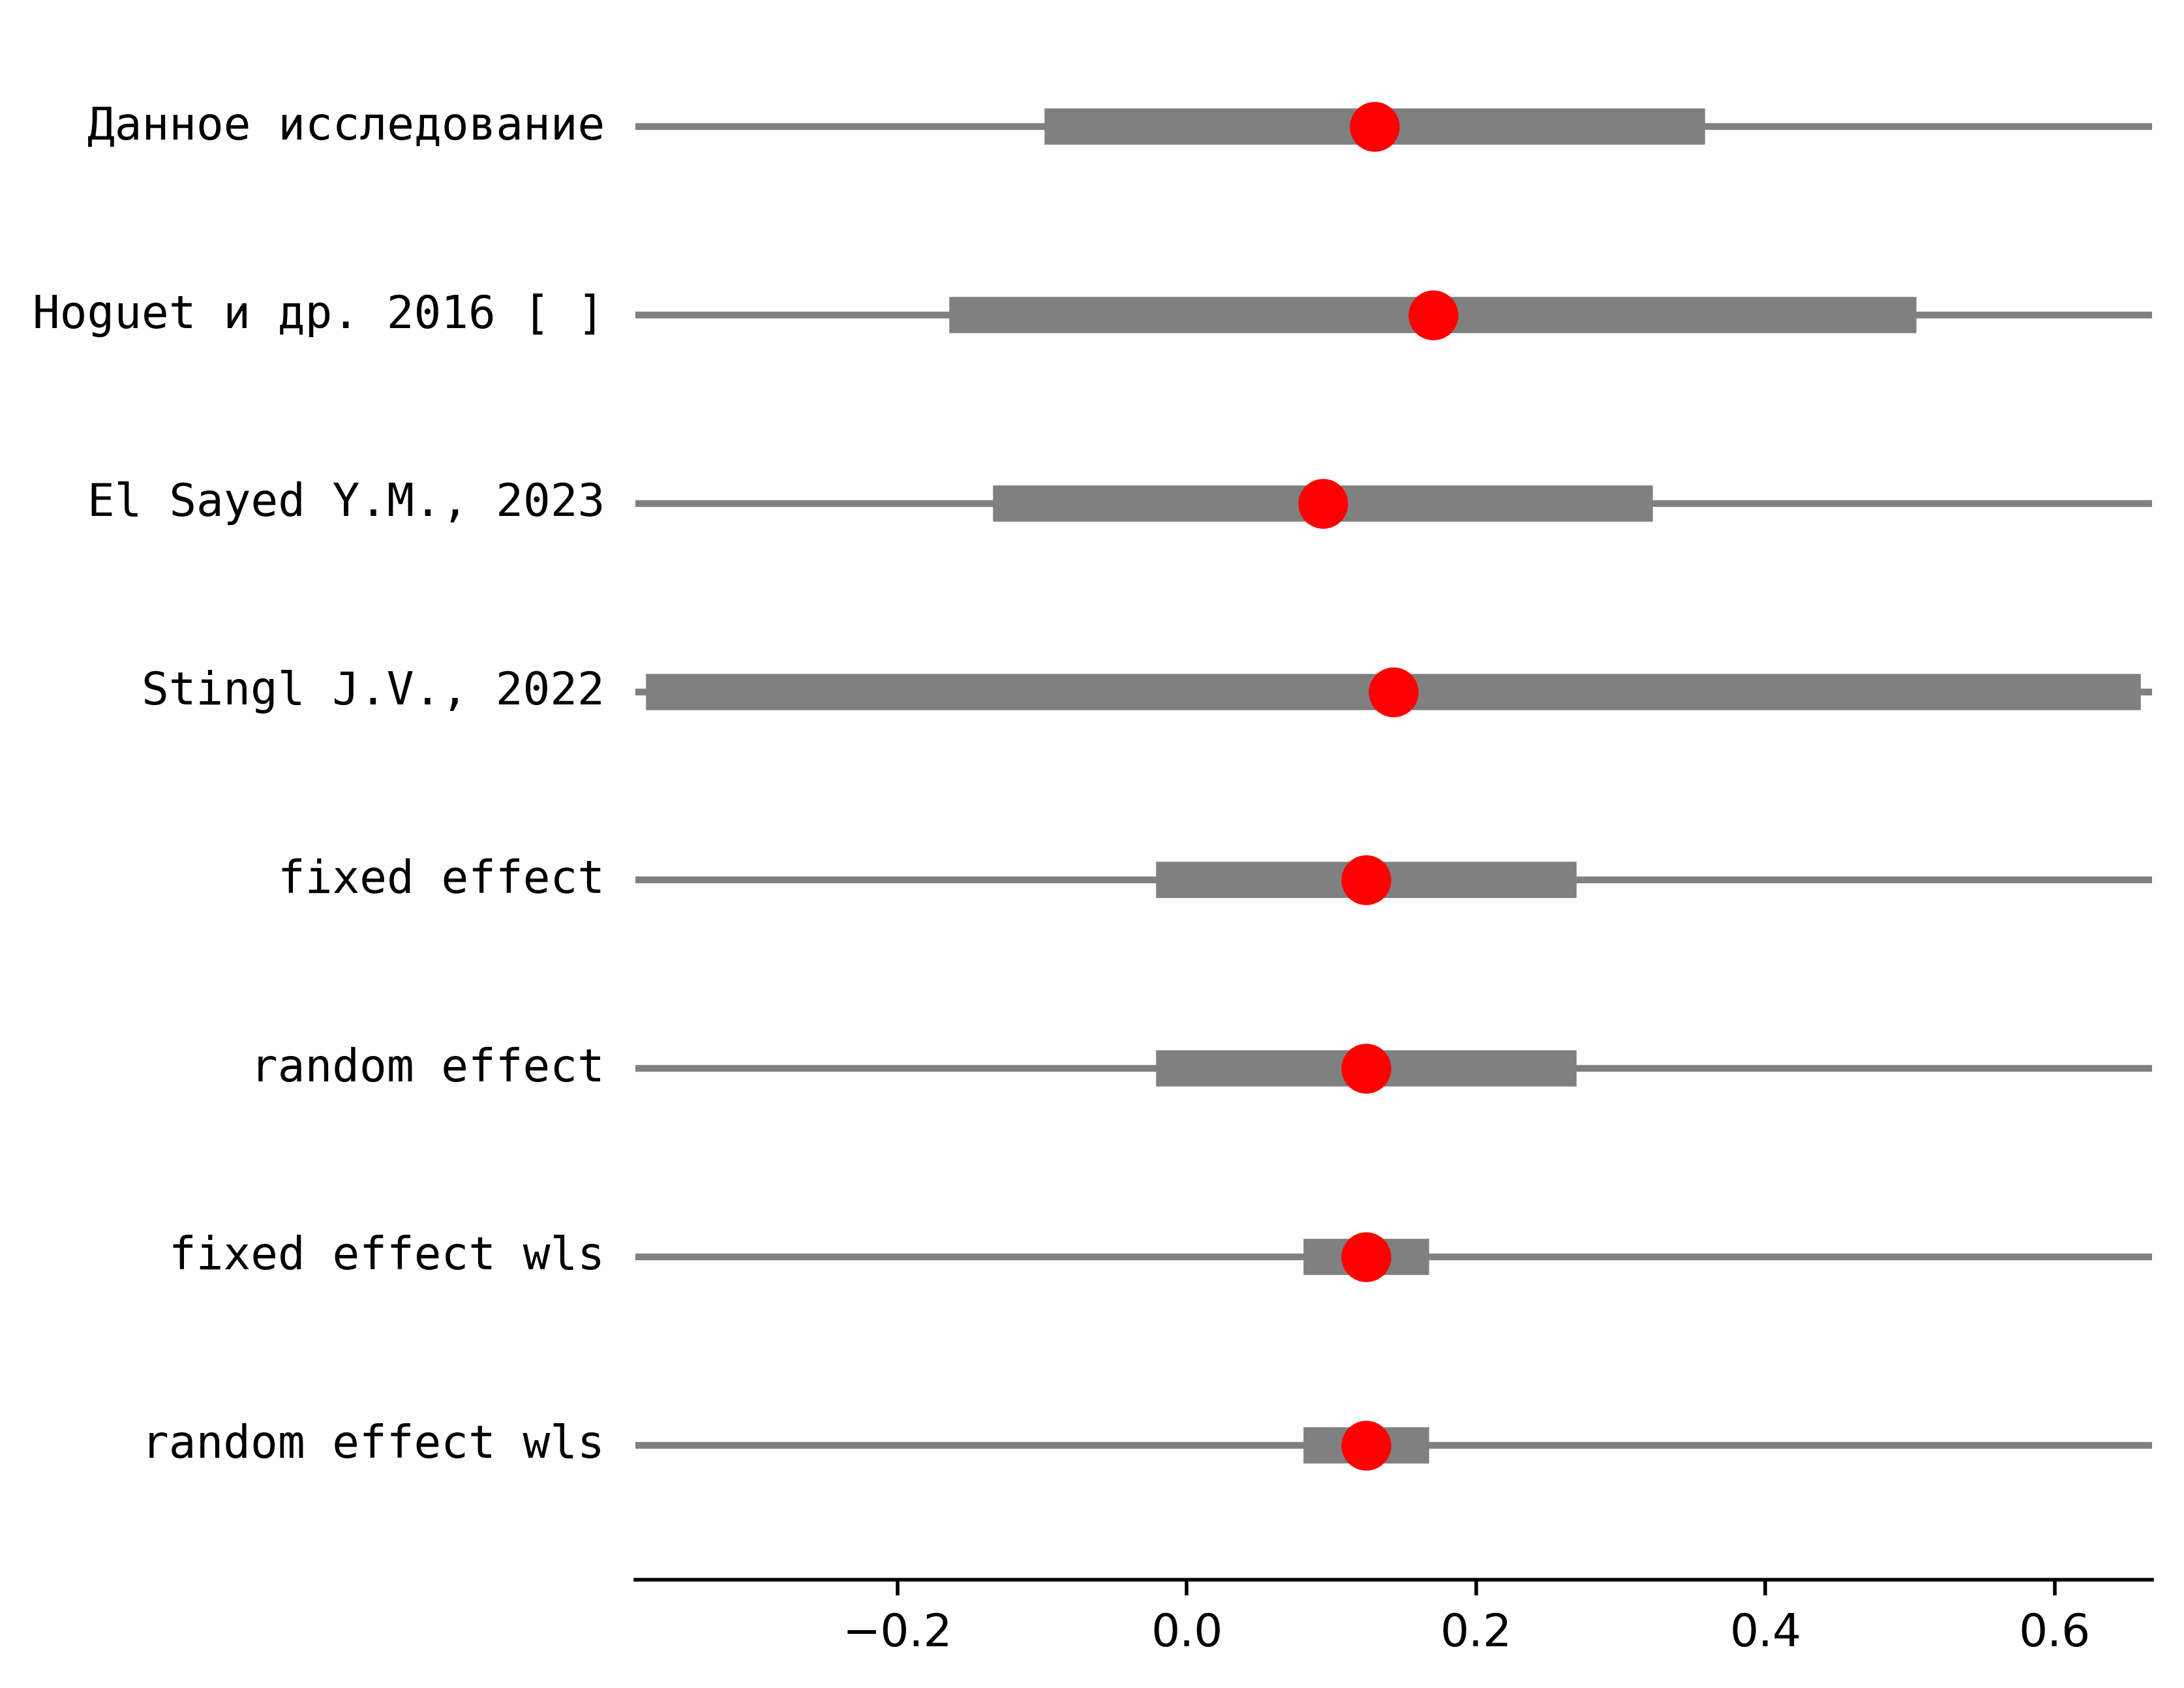 Данное исследование
Hoguet и др. 2016 [ ]
El Saved Y.M., 2023
Stingl J.V., 2022
fixed effect
random effect
fixed effect wls
random effect wls
−0.2 0.0 0.2 0.4 0.6